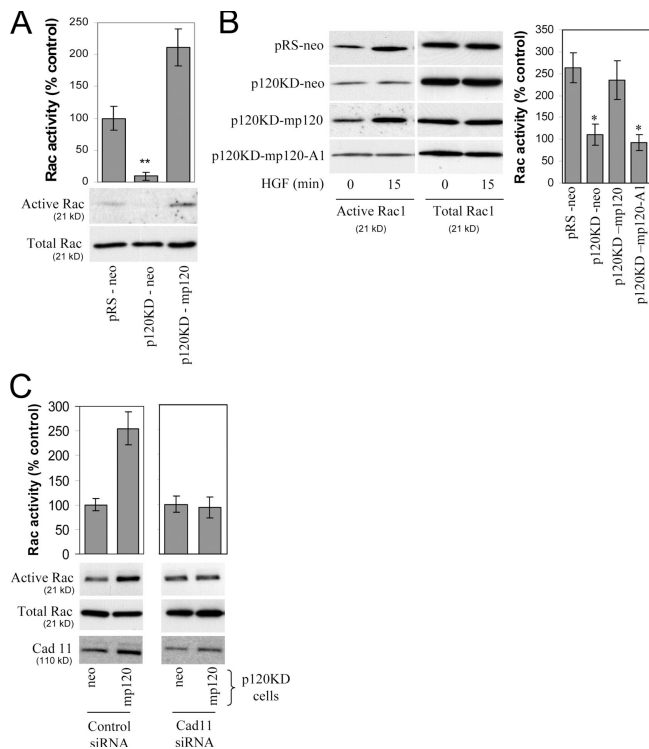 A
Rac activity (% control)
250
200
150
100
50
0
**
Active Rac
(21 kD)
Total Rac
(21 kD)
pRS - neo
p120KD - neo
p120KD - mp120
B
pRS-neo
p120KD-neo
p120KD-mp120
p120KD-mp120-A1
HGF (min)
0
15
0
15
Active Rac1
(21 kD)
Total Rac1
(21 kD)
Rac activity (% control)
350
300
250
200
150
100
50
0
*
*
pRS -neo
p120KD -neo
p120KD –mp120
p120KD –mp120-A1
C
Rac activity (% control)
300
250
200
150
100
50
0
Active Rac
(21 kD)
Total Rac
(21 kD)
Cad 11
(110 kD)
neo
mp120
neo
mp120
p120KD
cells
Control
siRNA
Cad11
siRNA